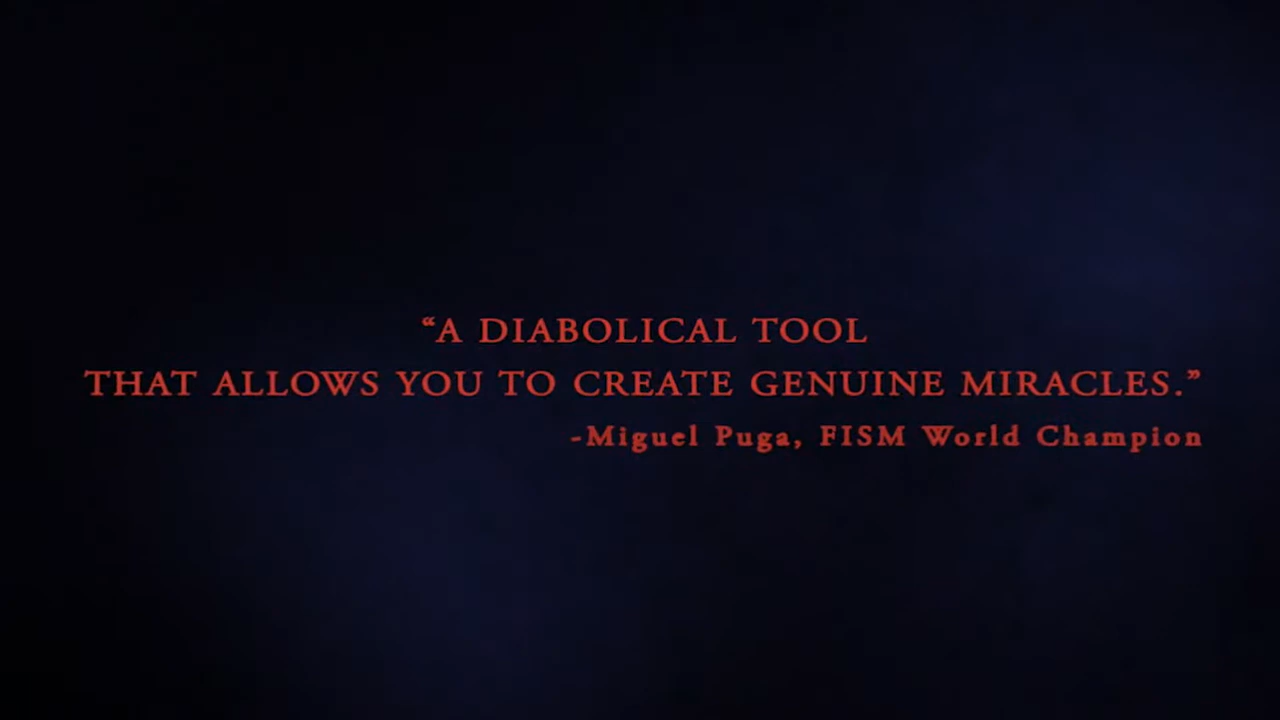 “A DIABOLICAL TOOL
THAT ALLOWS YOU TO CREATE GENUINE MIRACLES.”
-Miguel Puga, FISM World Champion